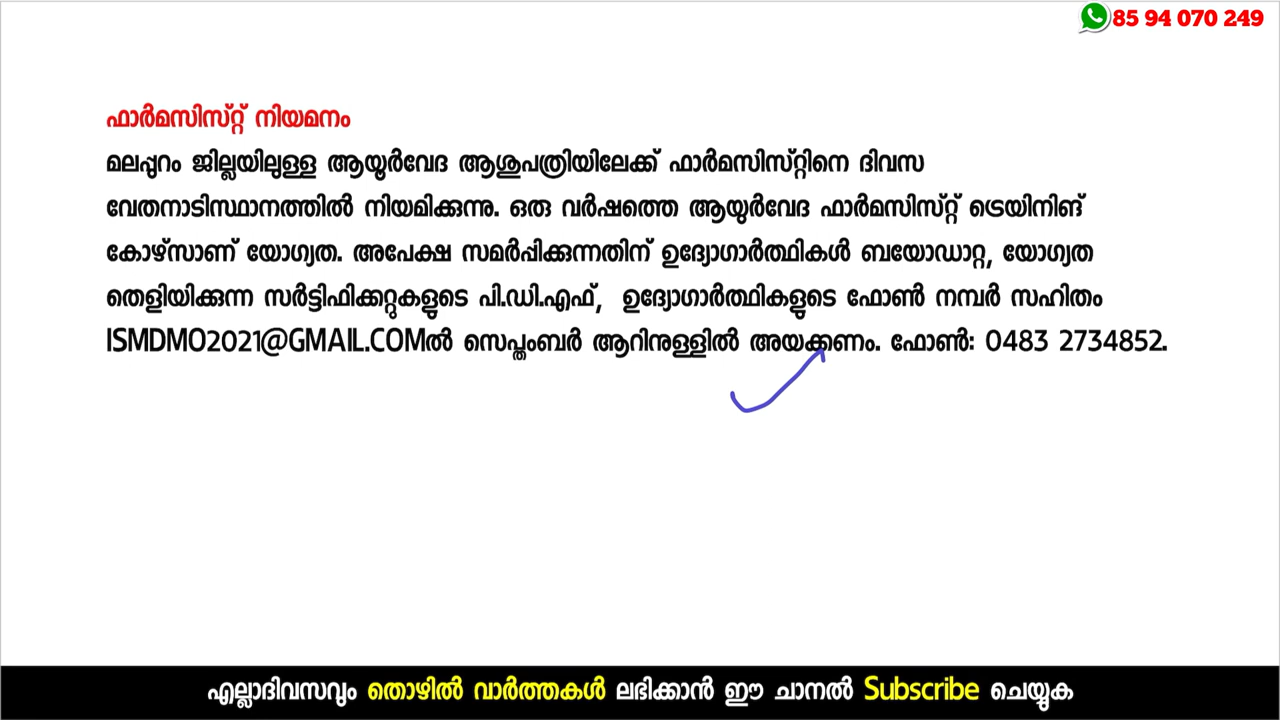 85 94 070 249
ഫാർമസിസ്റ്റ് നിയമനം
മലപ്പുറം ജില്ലയിലുള്ള ആയൂർവേദ ആശുപത്രിയിലേക്ക് ഫാർമസിസ്റ്റിനെ ദിവസ
വേതനാടിസ്ഥാനത്തിൽ നിയമിക്കുന്നു. ഒരു വർഷത്തെ ആയുർവേദ ഫാർമസിസ്റ്റ് ട്രെയിനിങ്
കോഴ്സാണ് യോഗ്യത. അപേക്ഷ സമർപ്പിക്കുന്നതിന് ഉദ്യോഗാർത്ഥികൾ ബയോഡാറ്റ, യോഗ്യത
തെളിയിക്കുന്ന സർട്ടിഫിക്കറ്റുകളുടെ പി.ഡി.എഫ്, ഉദ്യോഗാർത്ഥികളുടെ ഫോൺ നമ്പർ സഹിതം
ISMDMO2021@GMAIL.COMൽ സെപ്തംബർ ആറിനുള്ളിൽ അയക്കണം. ഫോൺ: 0483 2734852.
എല്ലാദിവസവും തൊഴിൽ വാർത്തകൾ ലഭിക്കാൻ ഈ ചാനൽ Subscribe ചെയ്യുക